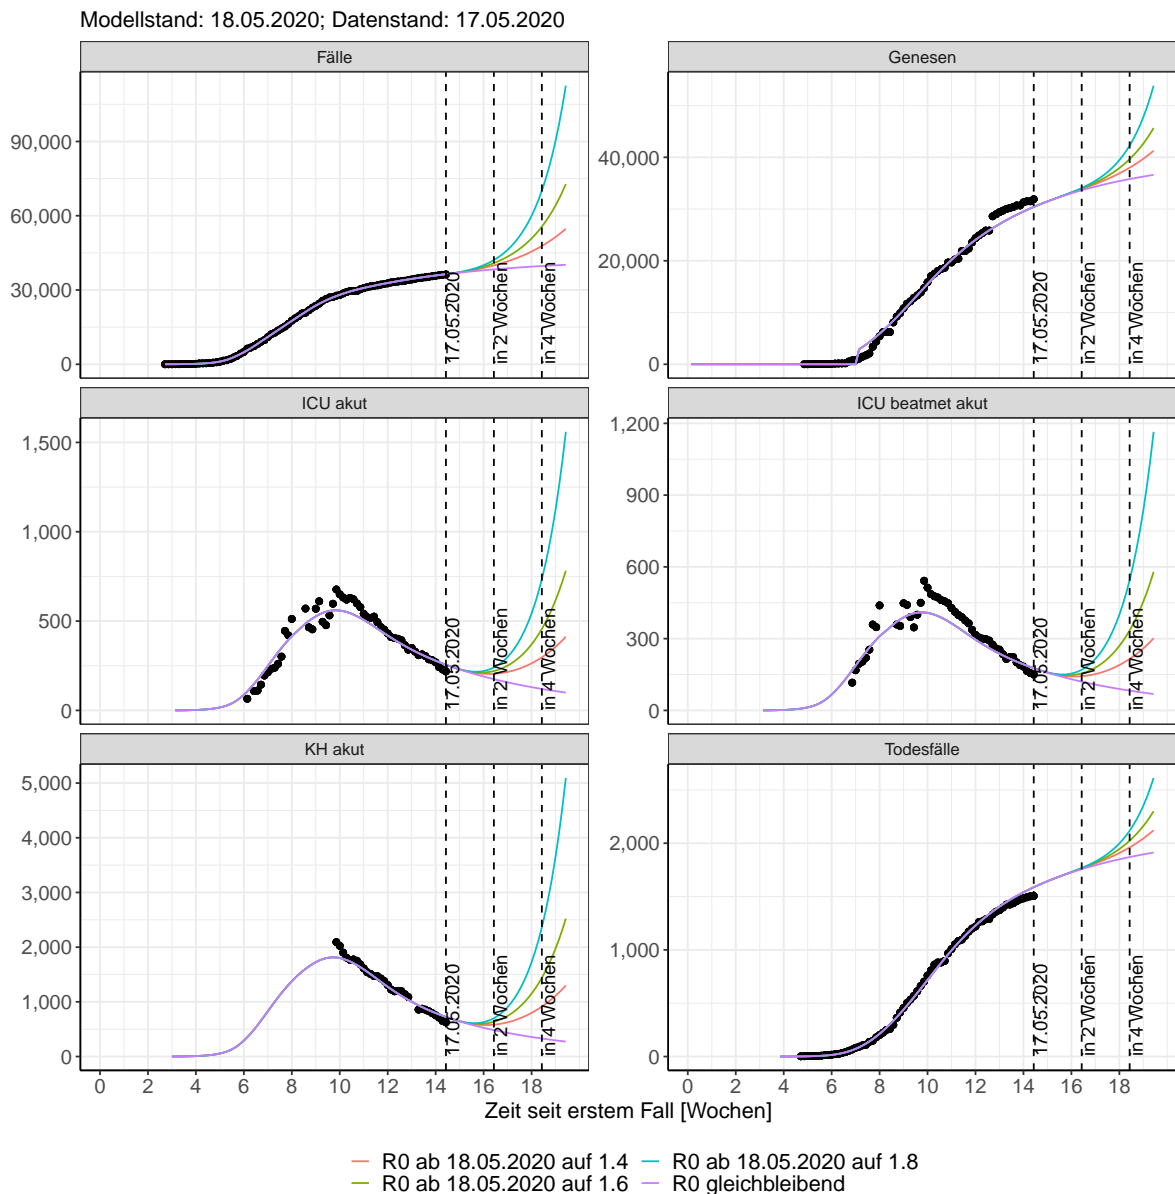 Modellstand: 18.05.2020; Datenstand: 17.05.2020
Fälle
Genesen
90,000
60,000
30,000
0
17.05.2020
in 2 Wochen
in 4 Wochen
40,000
20,000
0
17.05.2020
in 2 Wochen
in 4 Wochen
ICU akut
ICU beatmet akut
1,500
1,000
500
0
17.05.2020
in 2 Wochen
in 4 Wochen
1,200
900
600
300
0
17.05.2020
in 2 Wochen
in 4 Wochen
KH akut
Todesfälle
5,000
4,000
3,000
2,000
1,000
0
17.05.2020
in 2 Wochen
in 4 Wochen
2,000
1,000
0
17.05.2020
in 2 Wochen
in 4 Wochen
0 2 4 6 8 10 12 14 16 18
0 2 4 6 8 10 12 14 16 18
Zeit seit erstem Fall [Wochen]
R0 ab 18.05.2020 auf 1.4
R0 ab 18.05.2020 auf 1.8
R0 ab 18.05.2020 auf 1.6
R0 gleichbleibend